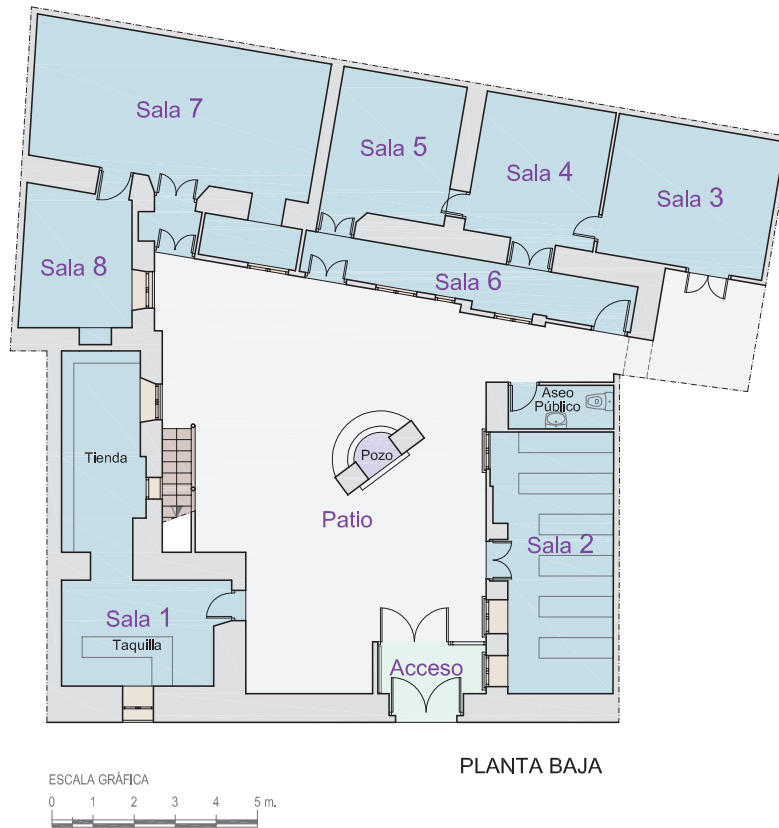 Sala 7
Sala 5
Sala 4
Sala 3
Sala 8
Sala 6
Aseo
Público
Tienda
Pozo
Patio
Sala 2
Sala 1
Taquilla
Acceso
PLANTA BAJA
ESCALA GRÁFICA
0 1 2 3 4 5 m.